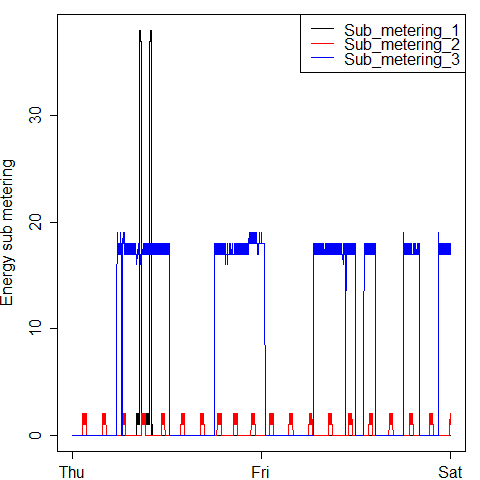 Sub_metering_1
Sub_metering_2
Sub_metering_3
Energy sub metering
30
20
10
0
Thu Fri Sat